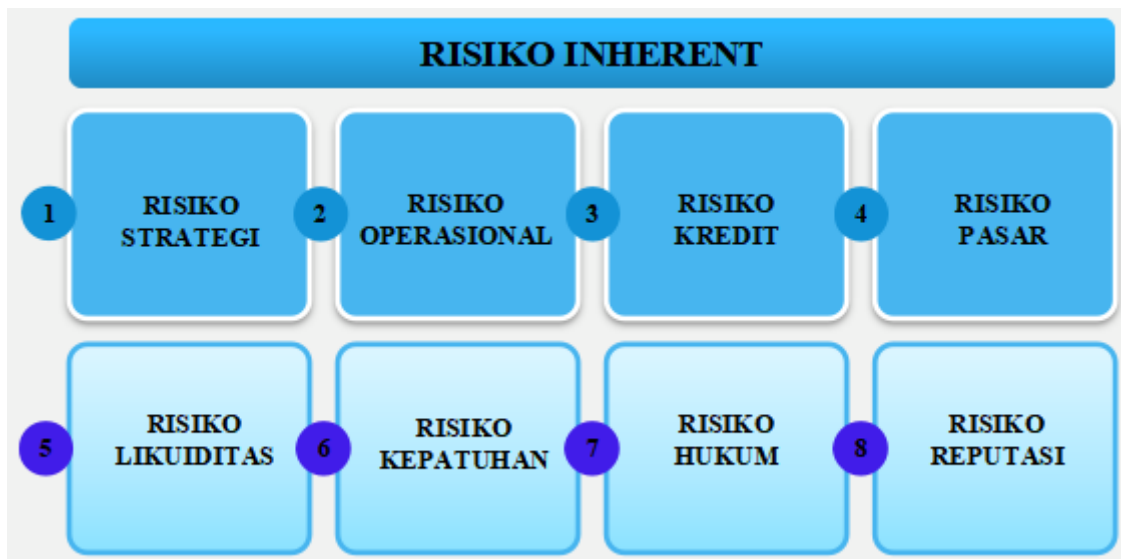 RISIKO INHERENT
1
RISIKO
STRATEGI
2
RISIKO
OPERASIONAL
3
RISIKO
KREDIT
4
RISIKO
PASAR
5
RISIKO
LIKUIDITAS
6
RISIKO
KEPATUHAN
7
RISIKO
HUKUM
8
RISIKO
REPUTASI